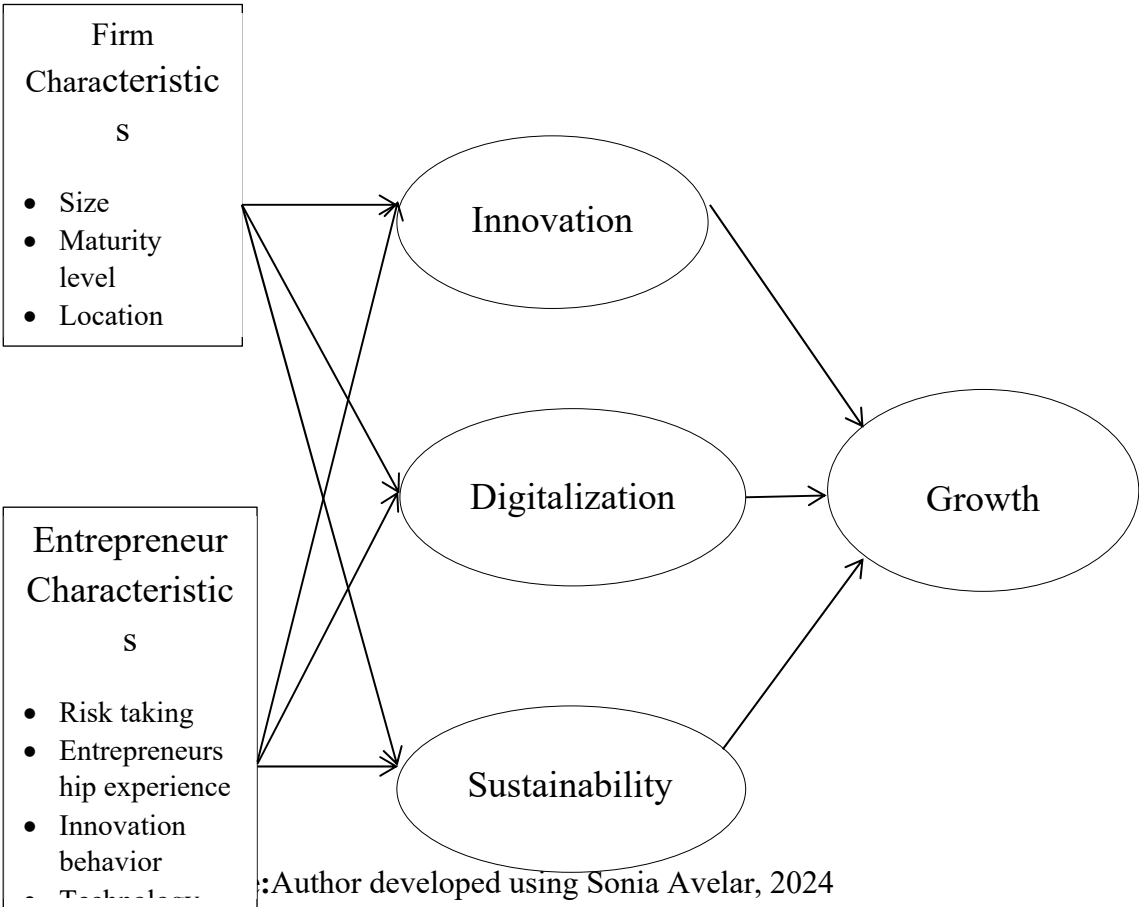 Firm
Characteristic
s
• Size
• Maturity
level
• Location
Innovation
Digitalization
Growth
Entrepreneur
Characteristic
s
• Risk taking
• Entrepreneurs
hip experience
• Innovation
behavior
Sustainability
:Author developed using Sonia Avelar, 2024